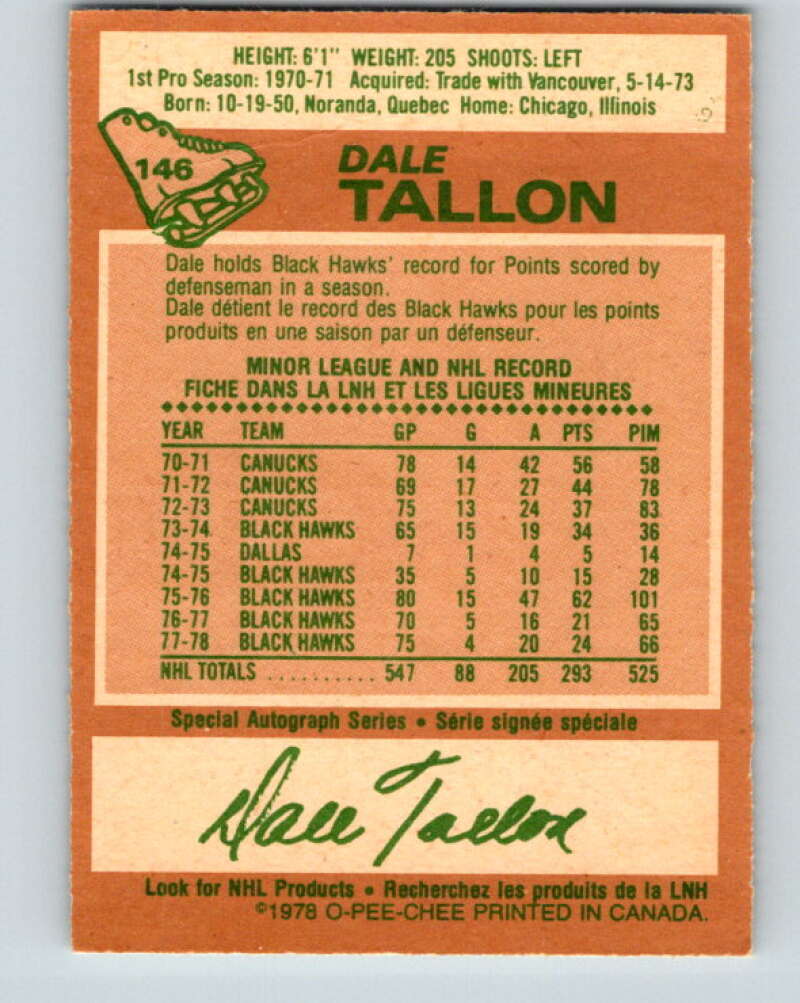 HEIGHT: 6'1" WEIGHT: 205 SHOOTS: LEFT
1st Pro Season: 1970-71 Acquired: Trade with Vancouver, 5-14-73
Born: 10-19-50, Noranda, Quebec Home: Chicago, Illinois
146
DALE
TALLON
Dale holds Black Hawks' record for Points scored by
defenseman in a season.
Dale détient le record des Black Hawks pour les points
produits en une saison par un défenseur.
MINOR LEAGUE AND NHL RECORD
FICHE DANS LA LNH ET LES LIGUES MINEURES
YEAR TEAM GP G A PTS PIM
70-71 CANUCKS 78 14 42 56 58
71-72 CANUCKS 69 17 27 44 78
72-73 CANUCKS 75 13 24 37 83
73-74 BLACK HAWKS 65 15 19 34 36
74-75 DALLAS 7 1 4 5 14
74-75 BLACK HAWKS 35 5 10 15 28
75-76 BLACK HAWKS 80 15 47 62 101
76-77 BLACK HAWKS 70 5 16 21 65
77-78 BLACK HAWKS 75 4 20 24 66
NHL TOTALS .......... 547 88 205 293 525
Special Autograph Series • Série signée spéciale
Dale Tallon
Look for NHL Products • Recherchez les produits de la LNH
©1978 O-PEE-CHEE PRINTED IN CANADA.